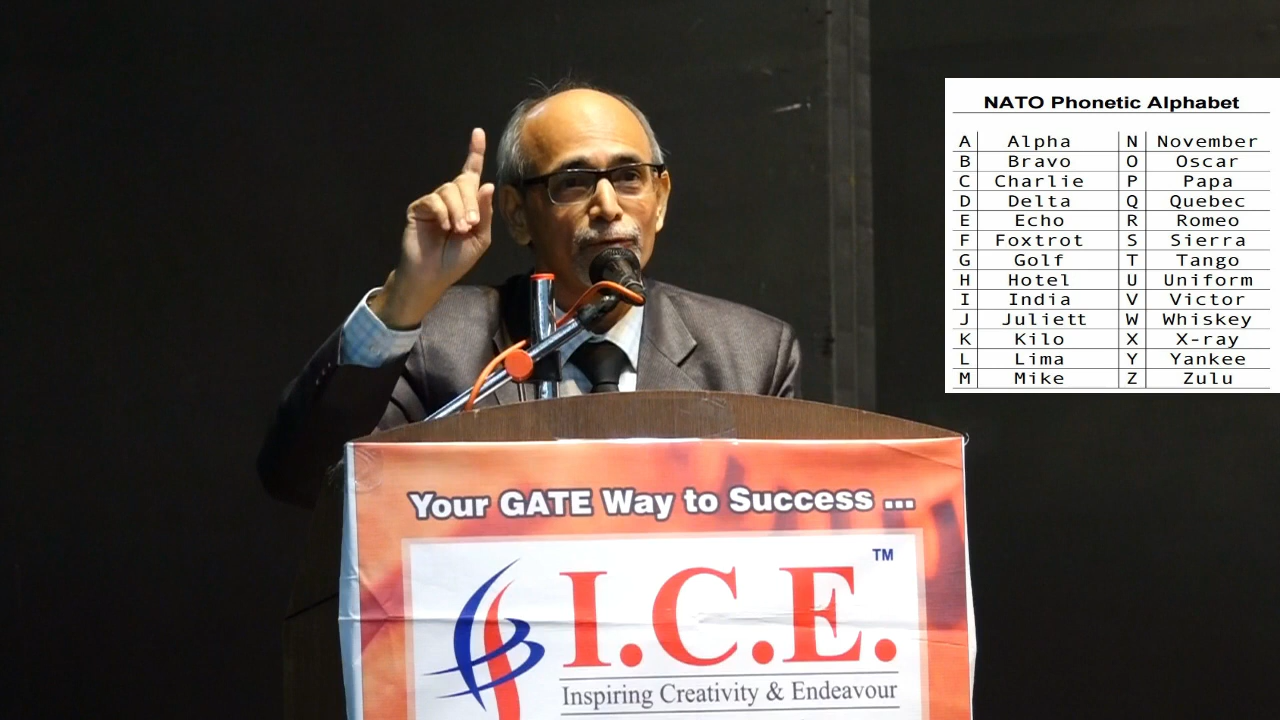 NATO Phonetic Alphabet
A Alpha N November
B Bravo O Oscar
C Charlie P Papa
D Delta Q Quebec
E Echo R Romeo
F Foxtrot S Sierra
G Golf T Tango
H Hotel U Uniform
I India V Victor
J Juliett W Whiskey
K Kilo X X-ray
L Lima Y Yankee
M Mike Z Zulu
Your GATE Way to Success ...
I.C.E. TM
Inspiring Creativity & Endeavour